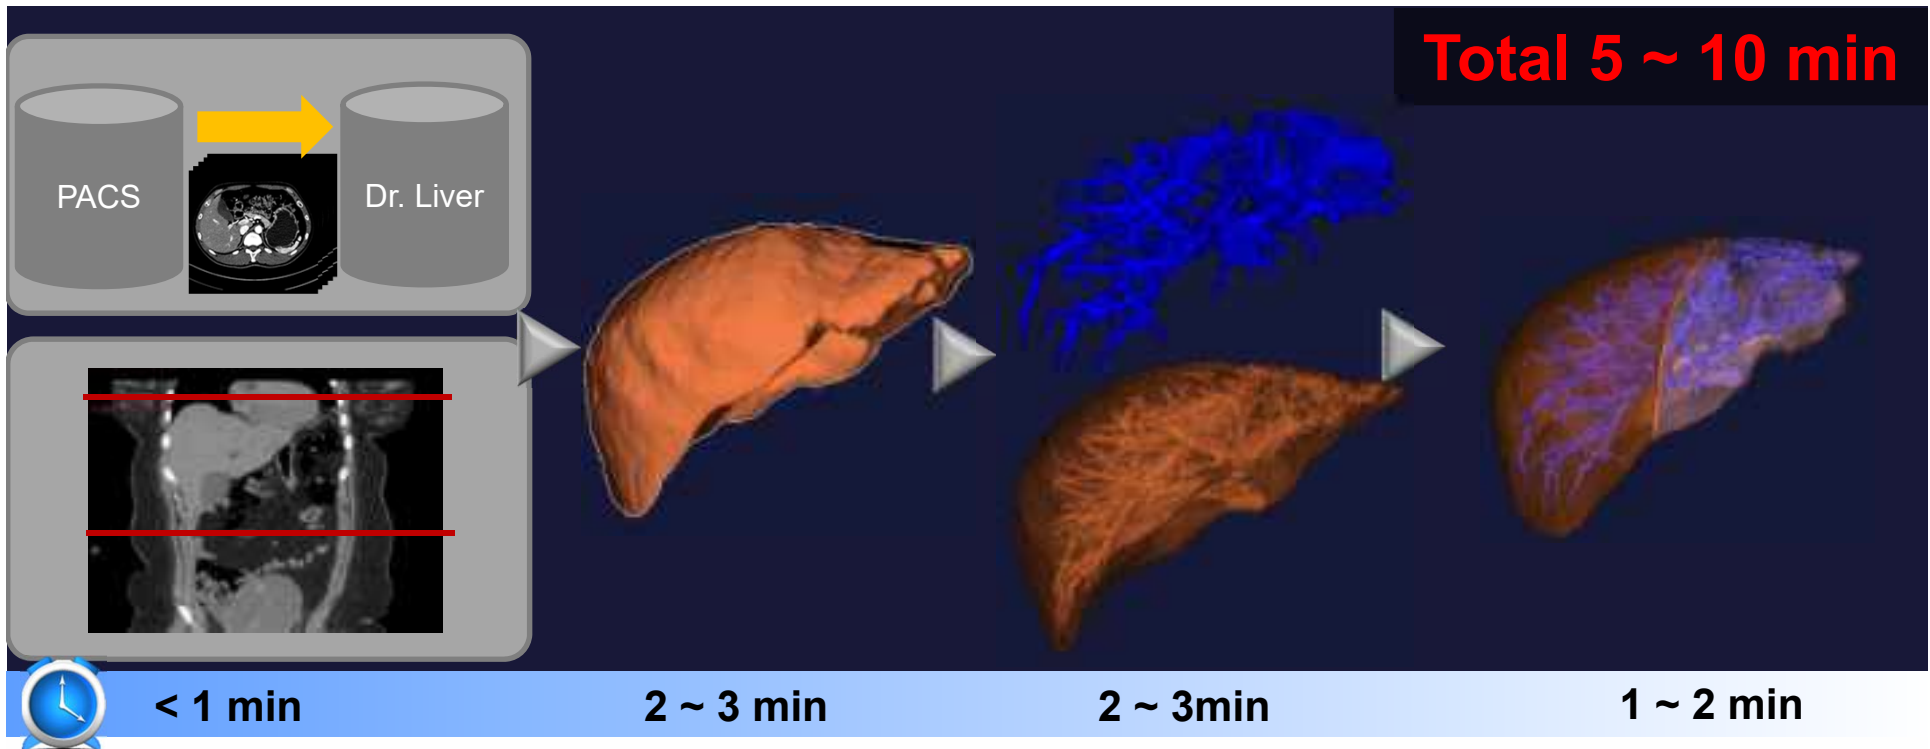 Total 5 ~ 10 min
PACS
Dr. Liver
< 1 min
2 ~ 3 min
2 ~ 3min
1 ~ 2 min